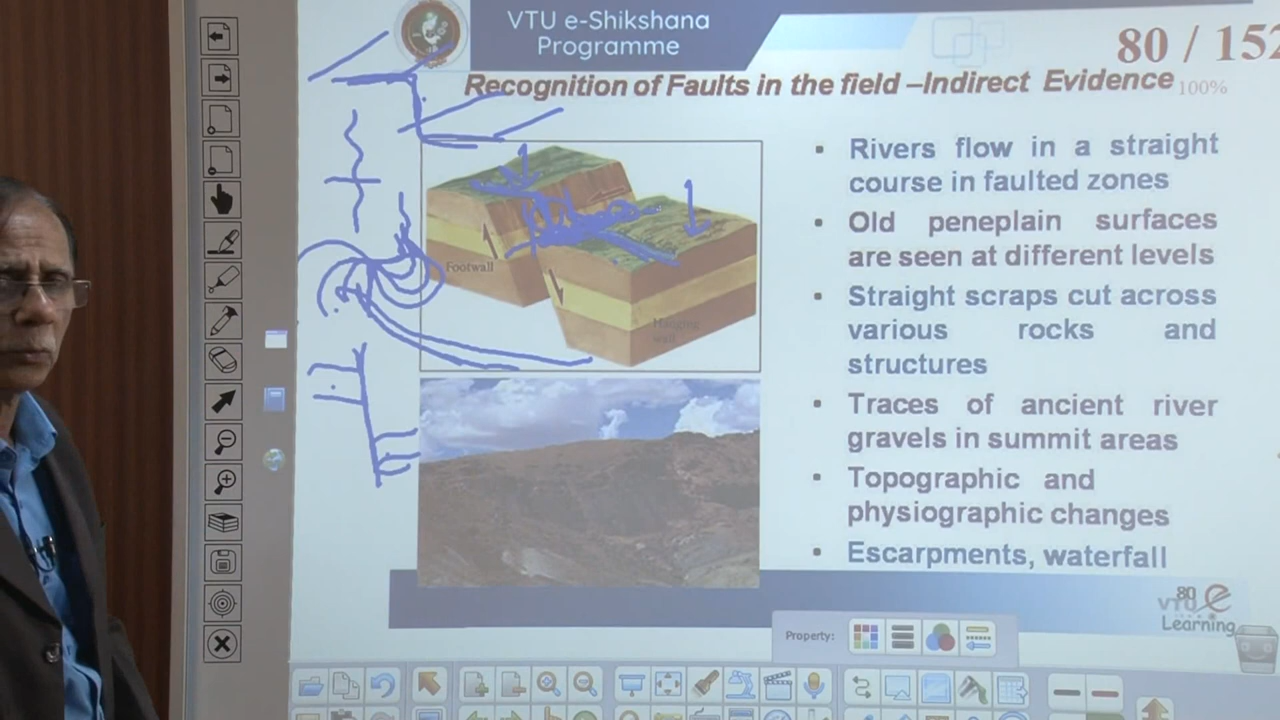 VTU e-Shikshana
Programme
80 / 152
Recognition of Faults in the field –Indirect Evidence
100%
Footwall
Hanging
wall
• Rivers flow in a straight
course in faulted zones
• Old peneplain surfaces
are seen at different levels
• Straight scraps cut across
various rocks and
structures
• Traces of ancient river
gravels in summit areas
• Topographic and
physiographic changes
• Escarpments, waterfall
80
VTU e
Learning
Property: